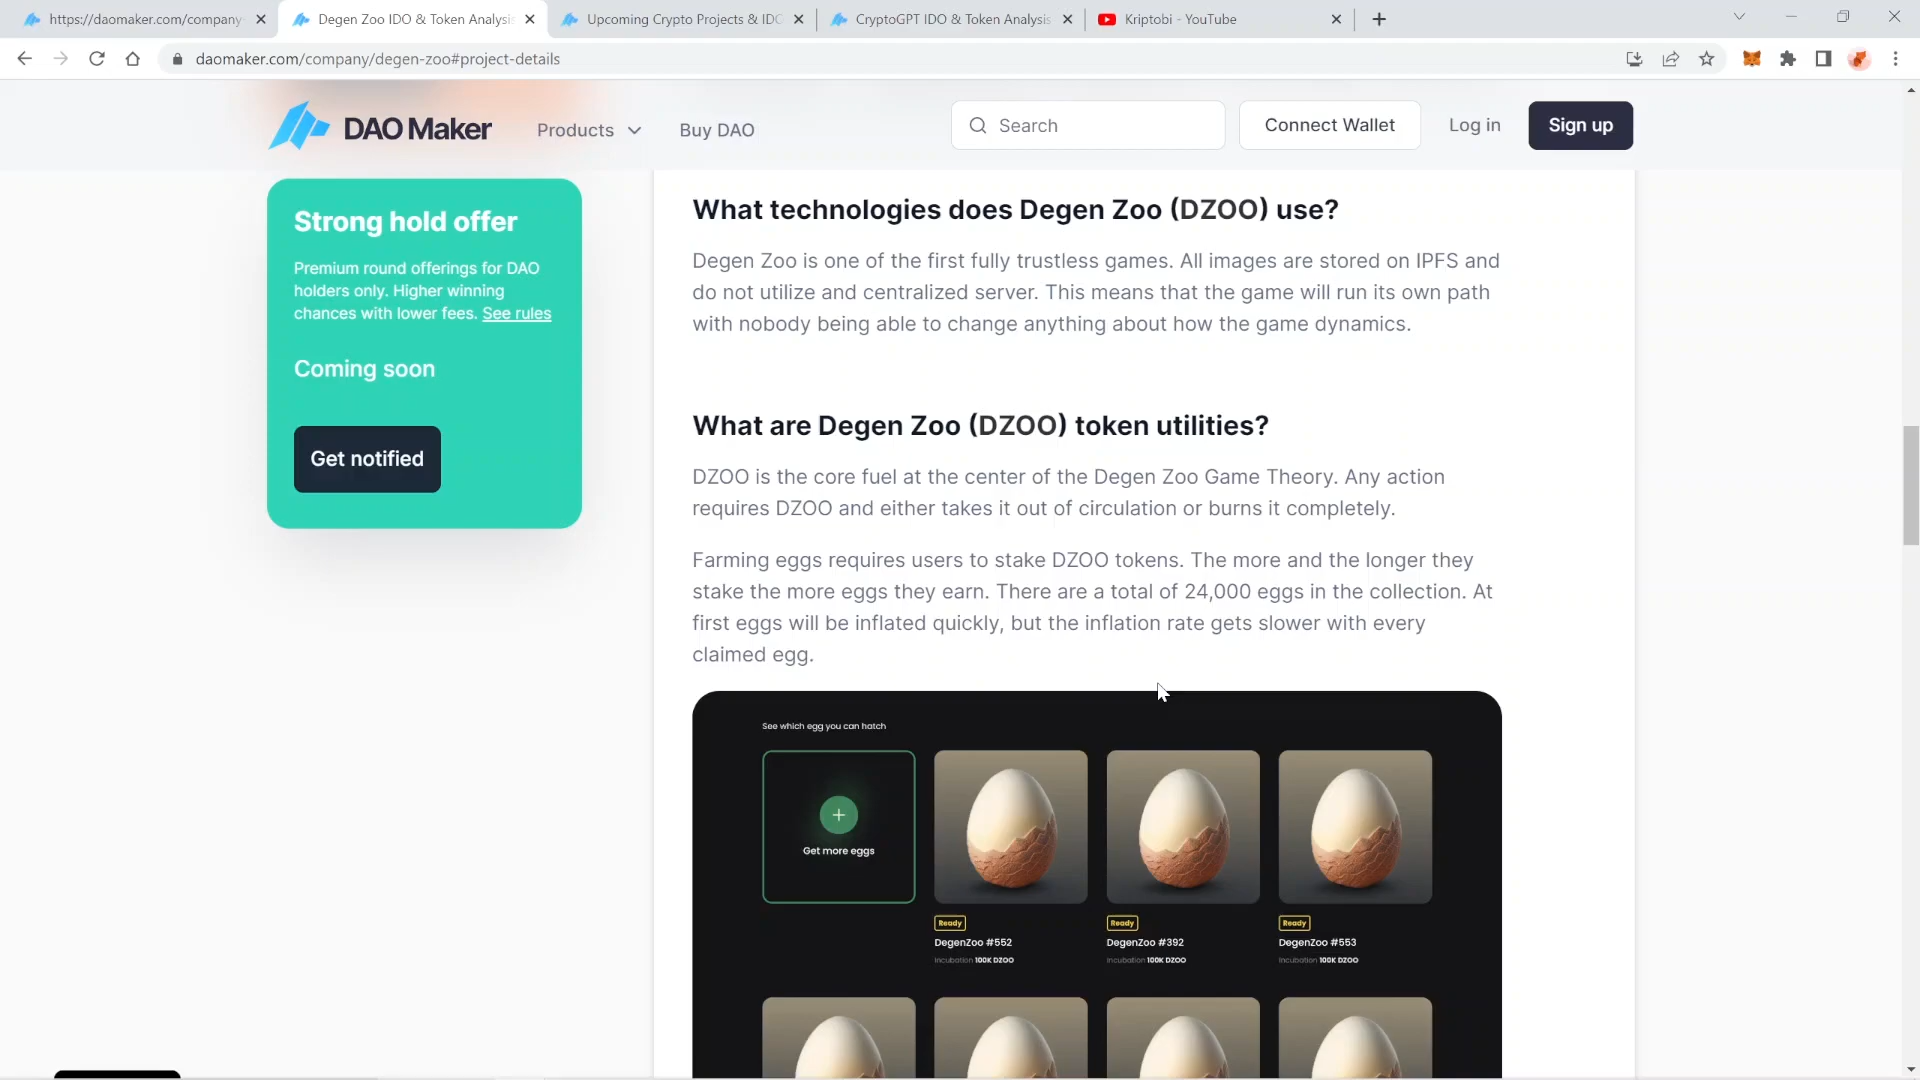 https://daomaker.com/company
Degen Zoo IDO & Token Analysis
Upcoming Crypto Projects & IDO
CryptoGPT IDO & Token Analysis
Kriptobi - YouTube
daomaker.com/company/degen-zoo#project-details
DAO Maker
Products
Buy DAO
Search
Connect Wallet
Log in
Sign up
Strong hold offer
Premium round offerings for DAO
holders only. Higher winning
chances with lower fees. See rules
Coming soon
Get notified
What technologies does Degen Zoo (DZOO) use?
Degen Zoo is one of the first fully trustless games. All images are stored on IPFS and
do not utilize and centralized server. This means that the game will run its own path
with nobody being able to change anything about how the game dynamics.
What are Degen Zoo (DZOO) token utilities?
DZOO is the core fuel at the center of the Degen Zoo Game Theory. Any action
requires DZOO and either takes it out of circulation or burns it completely.
Farming eggs requires users to stake DZOO tokens. The more and the longer they
stake the more eggs they earn. There are a total of 24,000 eggs in the collection. At
first eggs will be inflated quickly, but the inflation rate gets slower with every
claimed egg.
See which egg you can hatch
Get more eggs
Ready
DegenZoo #552
Incubation 100K DZOO
Ready
DegenZoo #392
Incubation 100K DZOO
Ready
DegenZoo #553
Incubation 100K DZOO